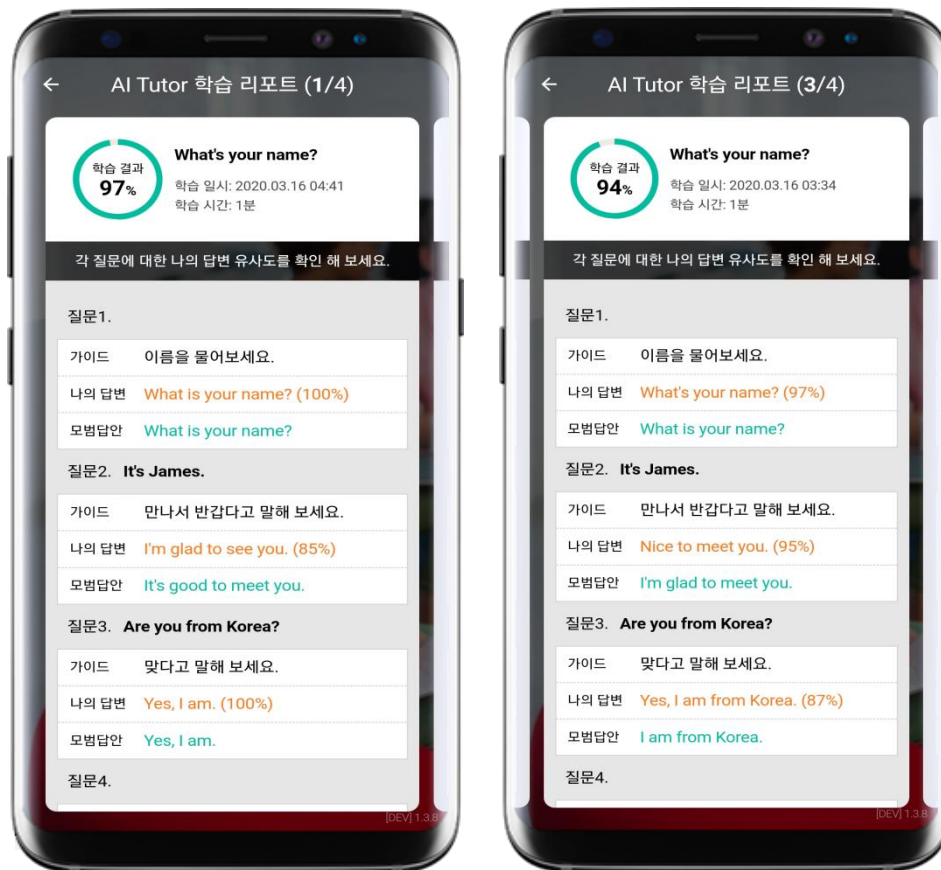 AI Tutor 학습 리포트 (1/4)
학습 결과
97%
What's your name?
학습 일시: 2020.03.16 04:41
학습 시간: 1분
각 질문에 대한 나의 답변 유사도를 확인 해 보세요.
질문1.
가이드 이름을 물어보세요.
나의 답변 What is your name? (100%)
모범답안 What is your name?
질문2. It's James.
가이드 만나서 반갑다고 말해 보세요.
나의 답변 I'm glad to see you. (85%)
모범답안 It's good to meet you.
질문3. Are you from Korea?
가이드 맞다고 말해 보세요.
나의 답변 Yes, I am. (100%)
모범답안 Yes, I am.
질문4.
[DEV] 1.3.8
AI Tutor 학습 리포트 (3/4)
학습 결과
94%
What's your name?
학습 일시: 2020.03.16 03:34
학습 시간: 1분
각 질문에 대한 나의 답변 유사도를 확인 해 보세요.
질문1.
가이드 이름을 물어보세요.
나의 답변 What's your name? (97%)
모범답안 What is your name?
질문2. It's James.
가이드 만나서 반갑다고 말해 보세요.
나의 답변 Nice to meet you. (95%)
모범답안 I'm glad to meet you.
질문3. Are you from Korea?
가이드 맞다고 말해 보세요.
나의 답변 Yes, I am from Korea. (87%)
모범답안 I am from Korea.
질문4.
[DEV] 1.3.8